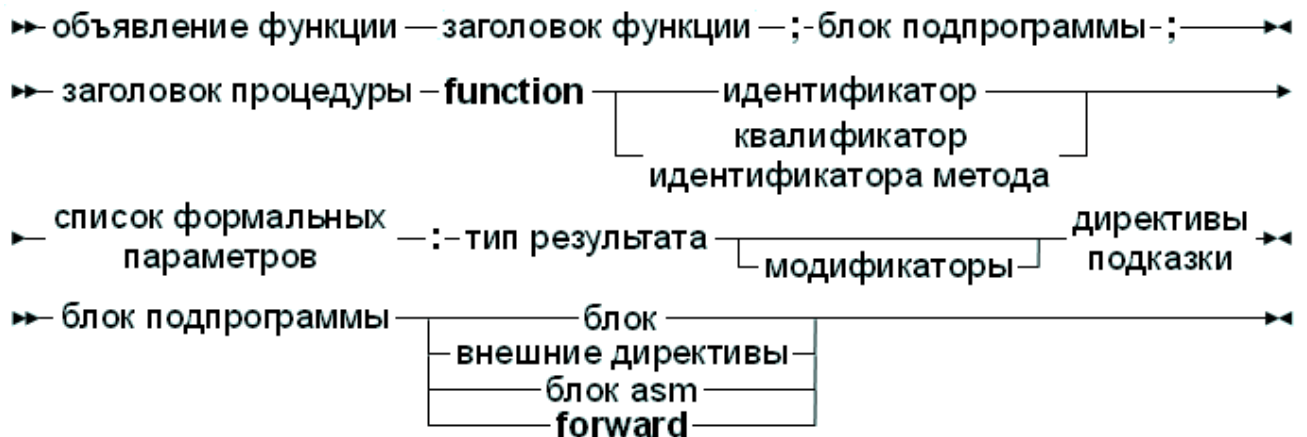 объявление функции заголовок функции ; блок подпрограммы ;
заголовок процедуры function идентификатор
квалификатор
идентификатора метода
список формальных
параметров : тип результата модификаторы директивы
подказки
блок подпрограммы блок
внешние директивы
блок asm
forward